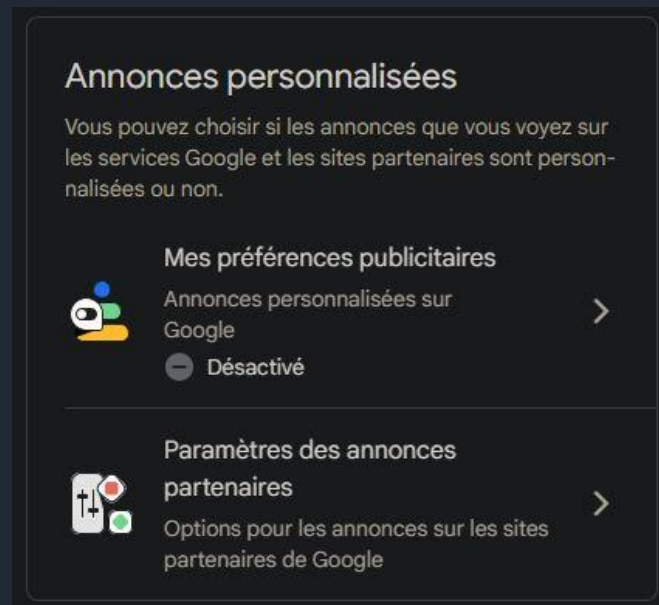 Annonces personnalisées
Vous pouvez choisir si les annonces que vous voyez sur
les services Google et les sites partenaires sont person-
nalisées ou non.
Mes préférences publicitaires
Annonces personnalisées sur
Google
Désactivé
Paramètres des annonces
partenaires
Options pour les annonces sur les sites
partenaires de Google